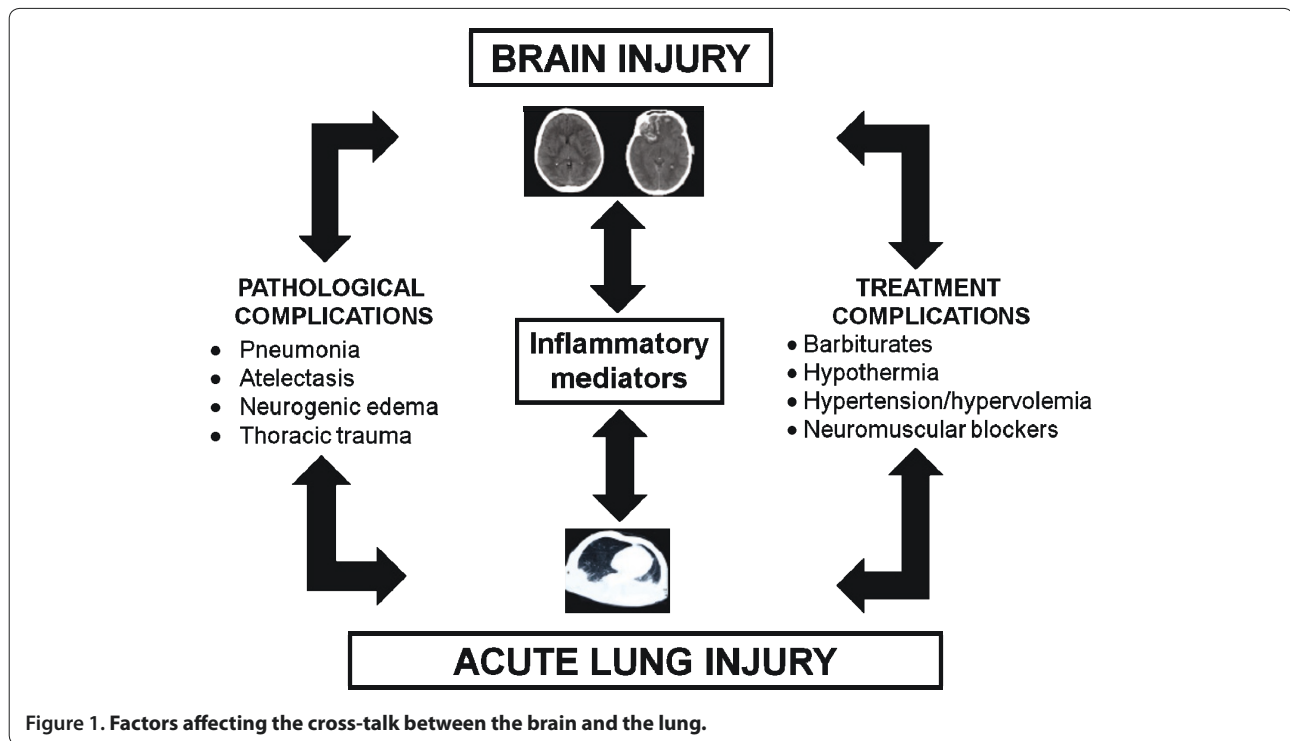 BRAIN INJURY
PATHOLOGICAL
COMPLICATIONS
• Pneumonia
• Atelectasis
• Neurogenic edema
• Thoracic trauma
Inflammatory
mediators
TREATMENT
COMPLICATIONS
• Barbiturates
• Hypothermia
• Hypertension/hypervolemia
• Neuromuscular blockers
ACUTE LUNG INJURY
Figure 1. Factors affecting the cross-talk between the brain and the lung.